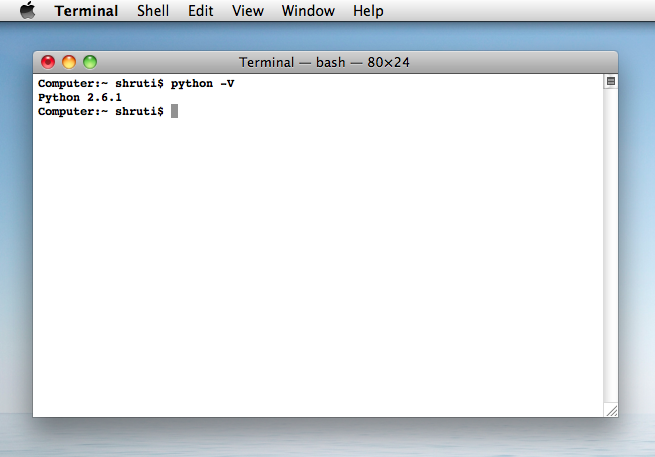 Terminal Shell Edit View Window Help
Terminal — bash — 80×24
Computer:~ shruti$ python -V
Python 2.6.1
Computer:~ shruti$